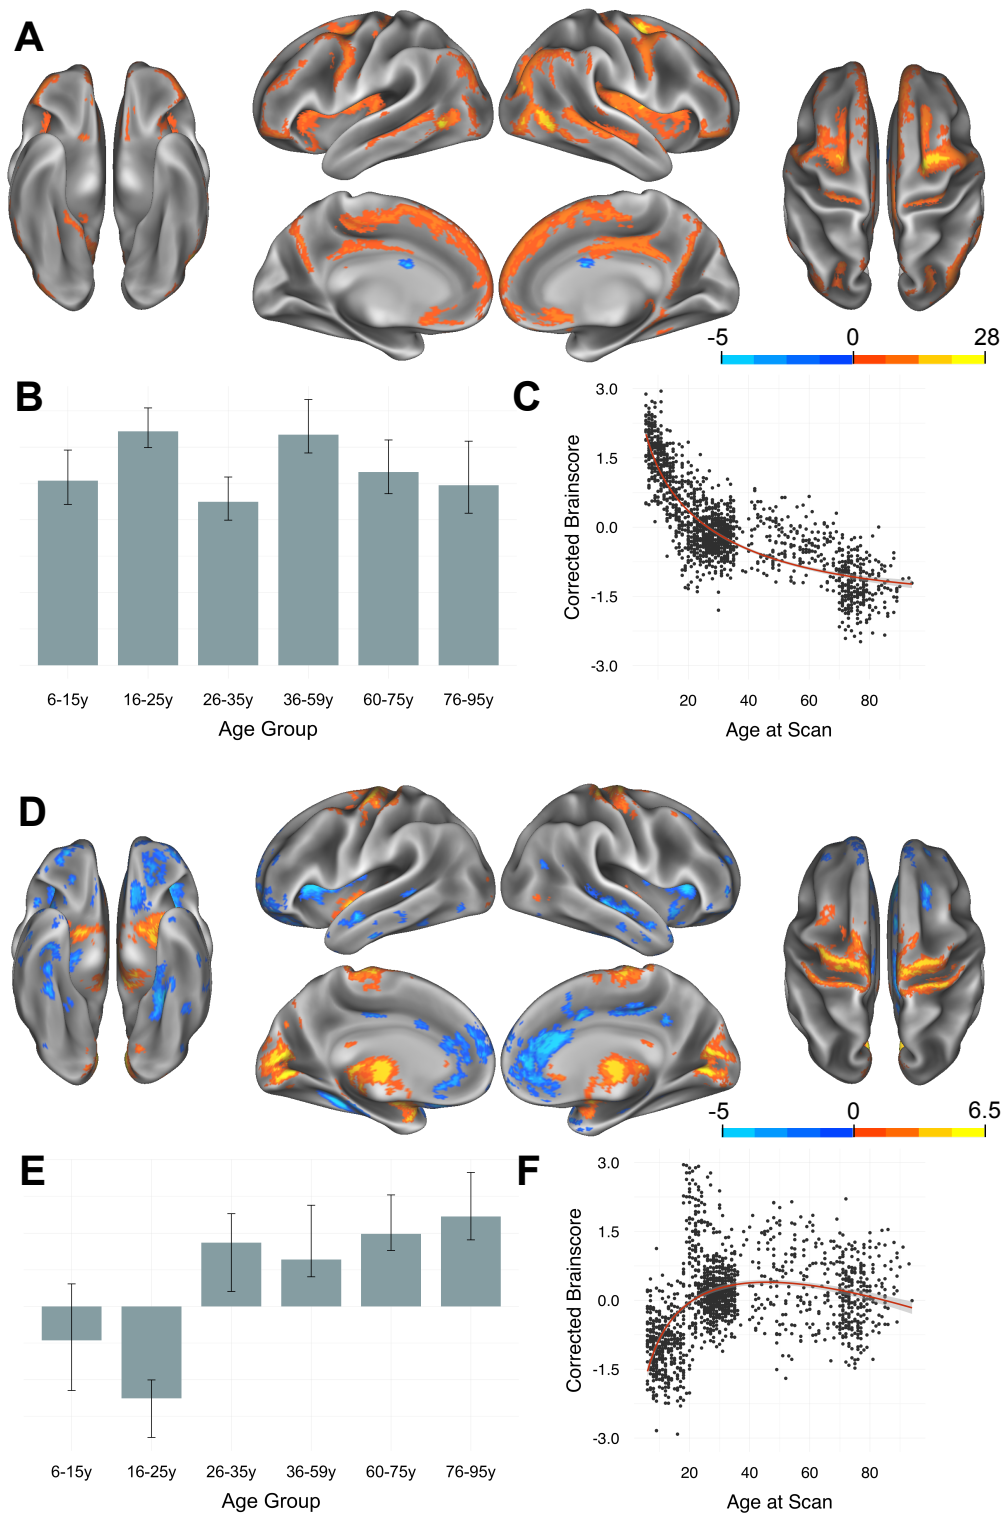 A
-5 0 28
B
6-15y 16-25y 26-35y 36-59y 60-75y 76-95y
Age Group
C
Corrected Brainscore
3.0
1.5
0.0
-1.5
-3.0
20 40 60 80
Age at Scan
D
-5 0 6.5
E
6-15y 16-25y 26-35y 36-59y 60-75y 76-95y
Age Group
F
Corrected Brainscore
3.0
1.5
0.0
-1.5
-3.0
20 40 60 80
Age at Scan